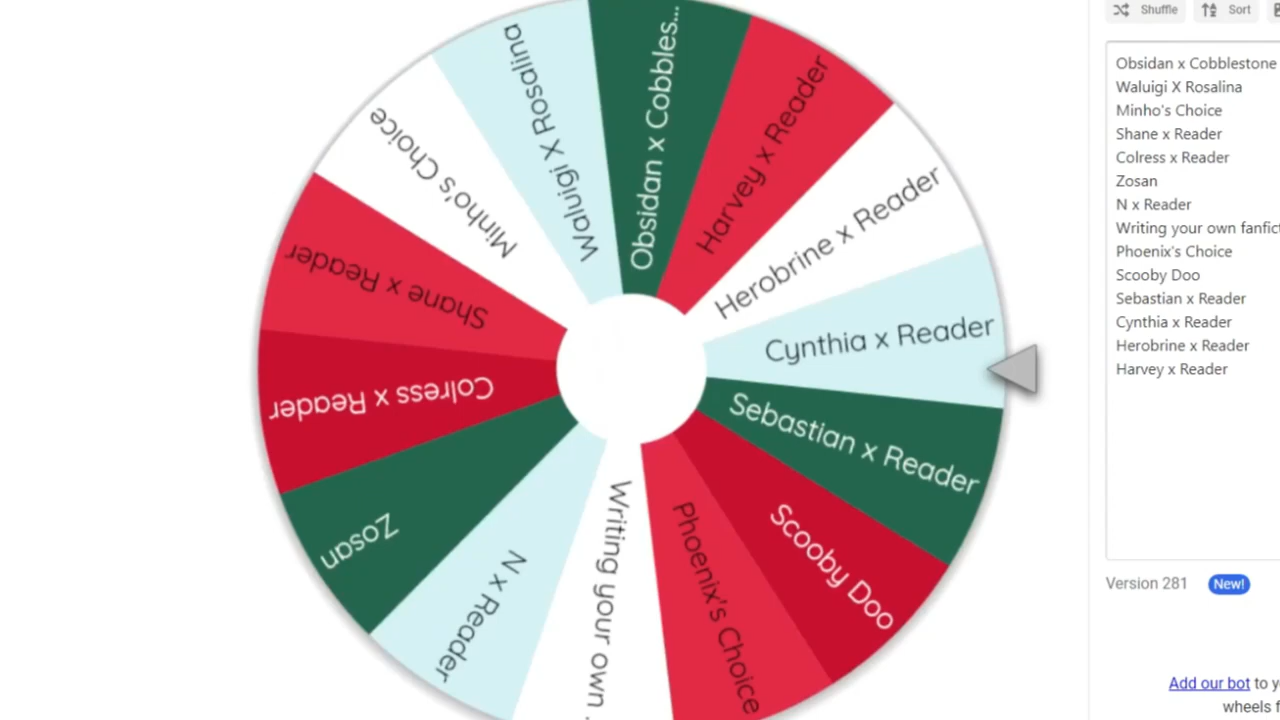 Shuffle
Sort
Obsidan x Cobbles...
Harvey x Reader
Herobrine x Reader
Cynthia x Reader
Sebastian x Reader
Scooby Doo
Phoenix's Choice
Writing your own .
N x Reader
Zosan
Colress x Reader
Shane x Reader
Minho's Choice
Waluigi X Rosalina
Obsidan x Cobblestone
Waluigi X Rosalina
Minho's Choice
Shane x Reader
Colress x Reader
Zosan
N x Reader
Writing your own fanfict
Phoenix's Choice
Scooby Doo
Sebastian x Reader
Cynthia x Reader
Herobrine x Reader
Harvey x Reader
Version 281 New!
Add our bot to y
wheels f